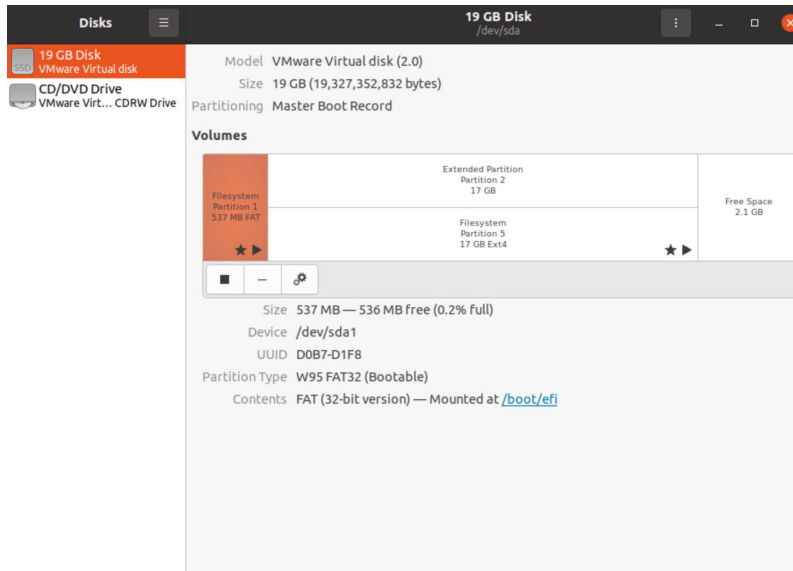 Disks
19 GB Disk
/dev/sda
19 GB Disk
VMware Virtual disk
SSD
CD/DVD Drive
VMware Virt... CDRW Drive
Model VMware Virtual disk (2.0)
Size 19 GB (19,327,352,832 bytes)
Partitioning Master Boot Record
Volumes
Filesystem
Partition 1
537 MB FAT
Extended Partition
Partition 2
17 GB
Filesystem
Partition 5
17 GB Ext4
Free Space
2.1 GB
Size 537 MB — 536 MB free (0.2% full)
Device /dev/sda1
UUID D0B7-D1F8
Partition Type W95 FAT32 (Bootable)
Contents FAT (32-bit version) — Mounted at /boot/efi